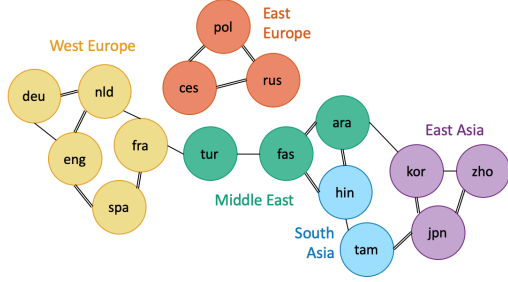 East
Europe
pol
ces
rus
West Europe
deu
nld
eng
fra
spa
tur
fas
ara
Middle East
hin
South
Asia
tam
East Asia
kor
zho
jpn